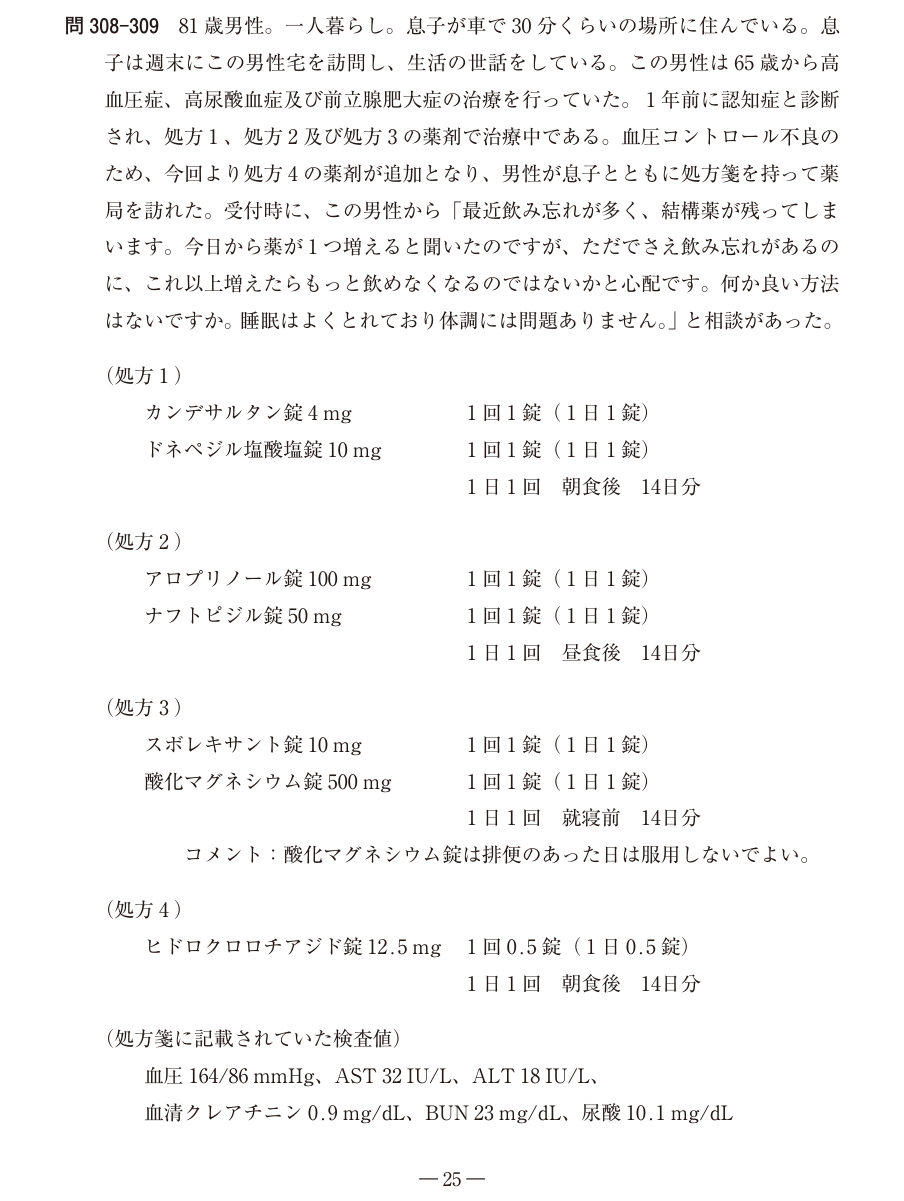 問 308−309 81 歳男性。一人暮らし。息子が車で 30 分くらいの場所に住んでいる。息
子は週末にこの男性宅を訪問し、生活の世話をしている。この男性は 65 歳から高
血圧症、高尿酸血症及び前立腺肥大症の治療を行っていた。１年前に認知症と診断
され、処方１、処方２及び処方３の薬剤で治療中である。血圧コントロール不良の
ため、今回より処方４の薬剤が追加となり、男性が息子とともに処方箋を持って薬
局を訪れた。受付時に、この男性から「最近飲み忘れが多く、結構薬が残ってしま
います。今日から薬が１つ増えると聞いたのですが、ただでさえ飲み忘れがあるの
に、これ以上増えたらもっと飲めなくなるのではないかと心配です。何か良い方法
はないですか。睡眠はよくとれており体調には問題ありません。」と相談があった。
（処方１）
カンデサルタン錠４mg １回１錠（１日１錠）
ドネペジル塩酸塩錠 10 mg １回１錠（１日１錠）
１日１回 朝食後 14日分
（処方２）
アロプリノール錠 100 mg １回１錠（１日１錠）
ナフトピジル錠 50 mg １回１錠（１日１錠）
１日１回 昼食後 14日分
（処方３）
スボレキサント錠 10 mg １回１錠（１日１錠）
酸化マグネシウム錠 500 mg １回１錠（１日１錠）
１日１回 就寝前 14日分
コメント：酸化マグネシウム錠は排便のあった日は服用しないでよい。
（処方４）
ヒドロクロロチアジド錠 12.5 mg １回 0.5 錠（１日 0.5 錠）
１日１回 朝食後 14日分
（処方箋に記載されていた検査値）
血圧 164/86 mmHg、AST 32 IU/L、ALT 18 IU/L、
血清クレアチニン 0.9 mg/dL、BUN 23 mg/dL、尿酸 10.1 mg/dL
— 25 —